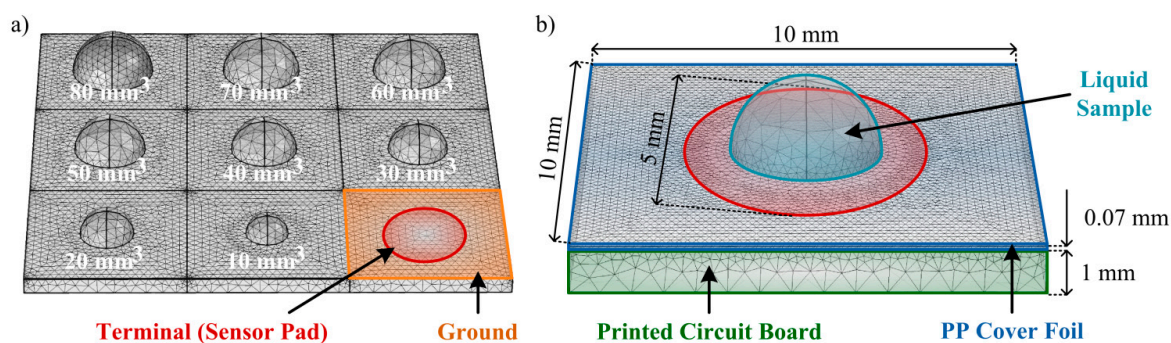 a)
80 mm³
70 mm³
60 mm³
50 mm³
40 mm³
30 mm³
20 mm³
10 mm³
Terminal (Sensor Pad)
Ground
b)
10 mm
10 mm
5 mm
Liquid
Sample
0.07 mm
1 mm
Printed Circuit Board
PP Cover Foil